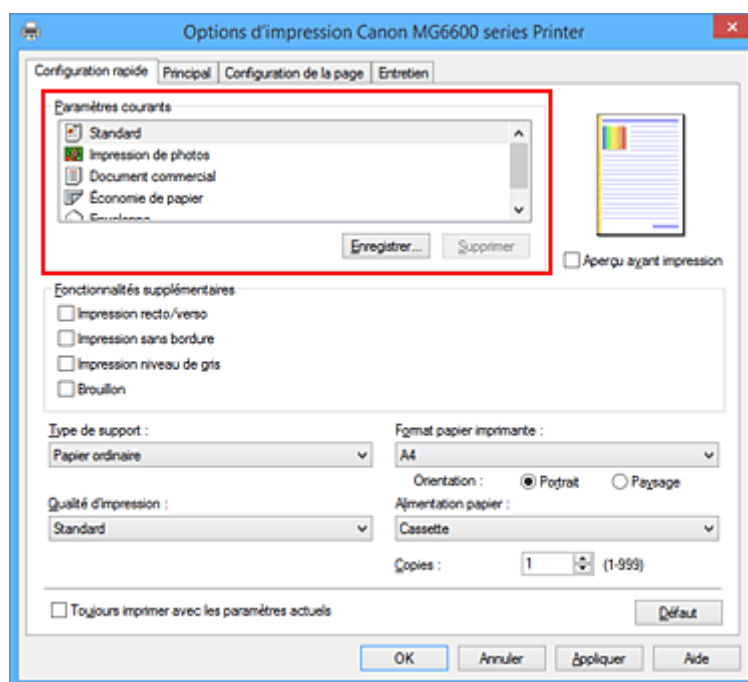 Options d'impression Canon MG6600 series Printer
Configuration rapide Principal Configuration de la page Entretien
Paramètres courants
Standard
Impression de photos
Document commercial
Économie de papier
Enveloppe
Enregistrer... Supprimer
Aperçu avant impression
Fonctionnalités supplémentaires
Impression recto/verso
Impression sans bordure
Impression niveau de gris
Brouillon
Type de support : Format papier imprimante :
Papier ordinaire A4
Orientation : Portrait Paysage
Qualité d'impression : Alimentation papier :
Standard Cassette
Copies : 1 (1-999)
Toujours imprimer avec les paramètres actuels Défaut
OK Annuler Appliquer Aide